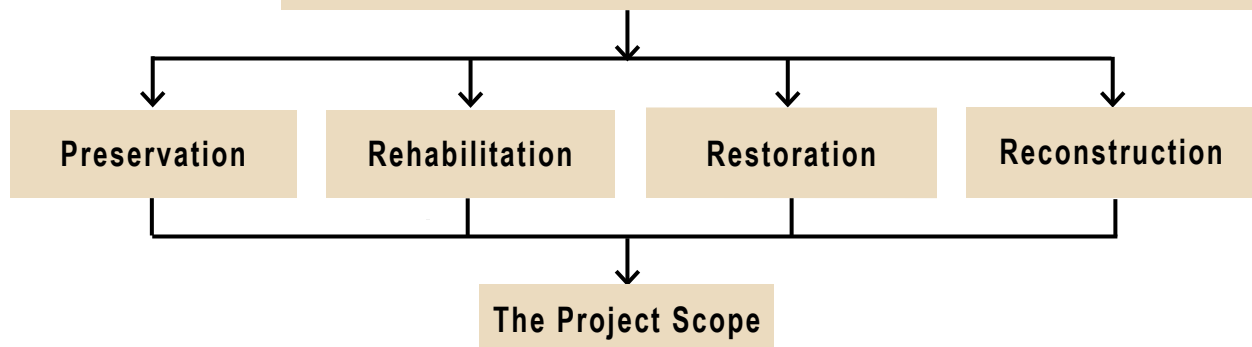 Preservation
Rehabilitation
Restoration
Reconstruction
The Project Scope